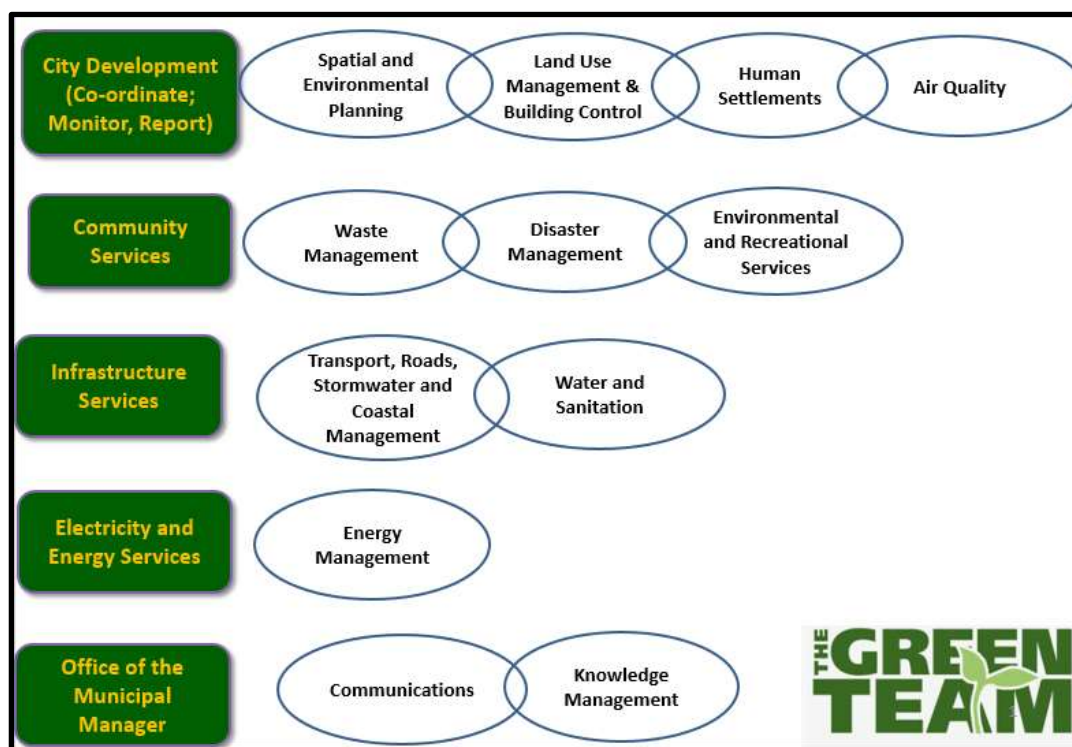 City Development
(Co-ordinate;
Monitor, Report)
Spatial and
Environmental
Planning
Land Use
Management &
Building Control
Human
Settlements
Air Quality
Community
Services
Waste
Management
Disaster
Management
Environmental
and Recreational
Services
Infrastructure
Services
Transport, Roads,
Stormwater and
Coastal
Management
Water and
Sanitation
Electricity and
Energy Services
Energy
Management
Office of the
Municipal
Manager
Communications
Knowledge
Management
THE
GREEN
TEAM